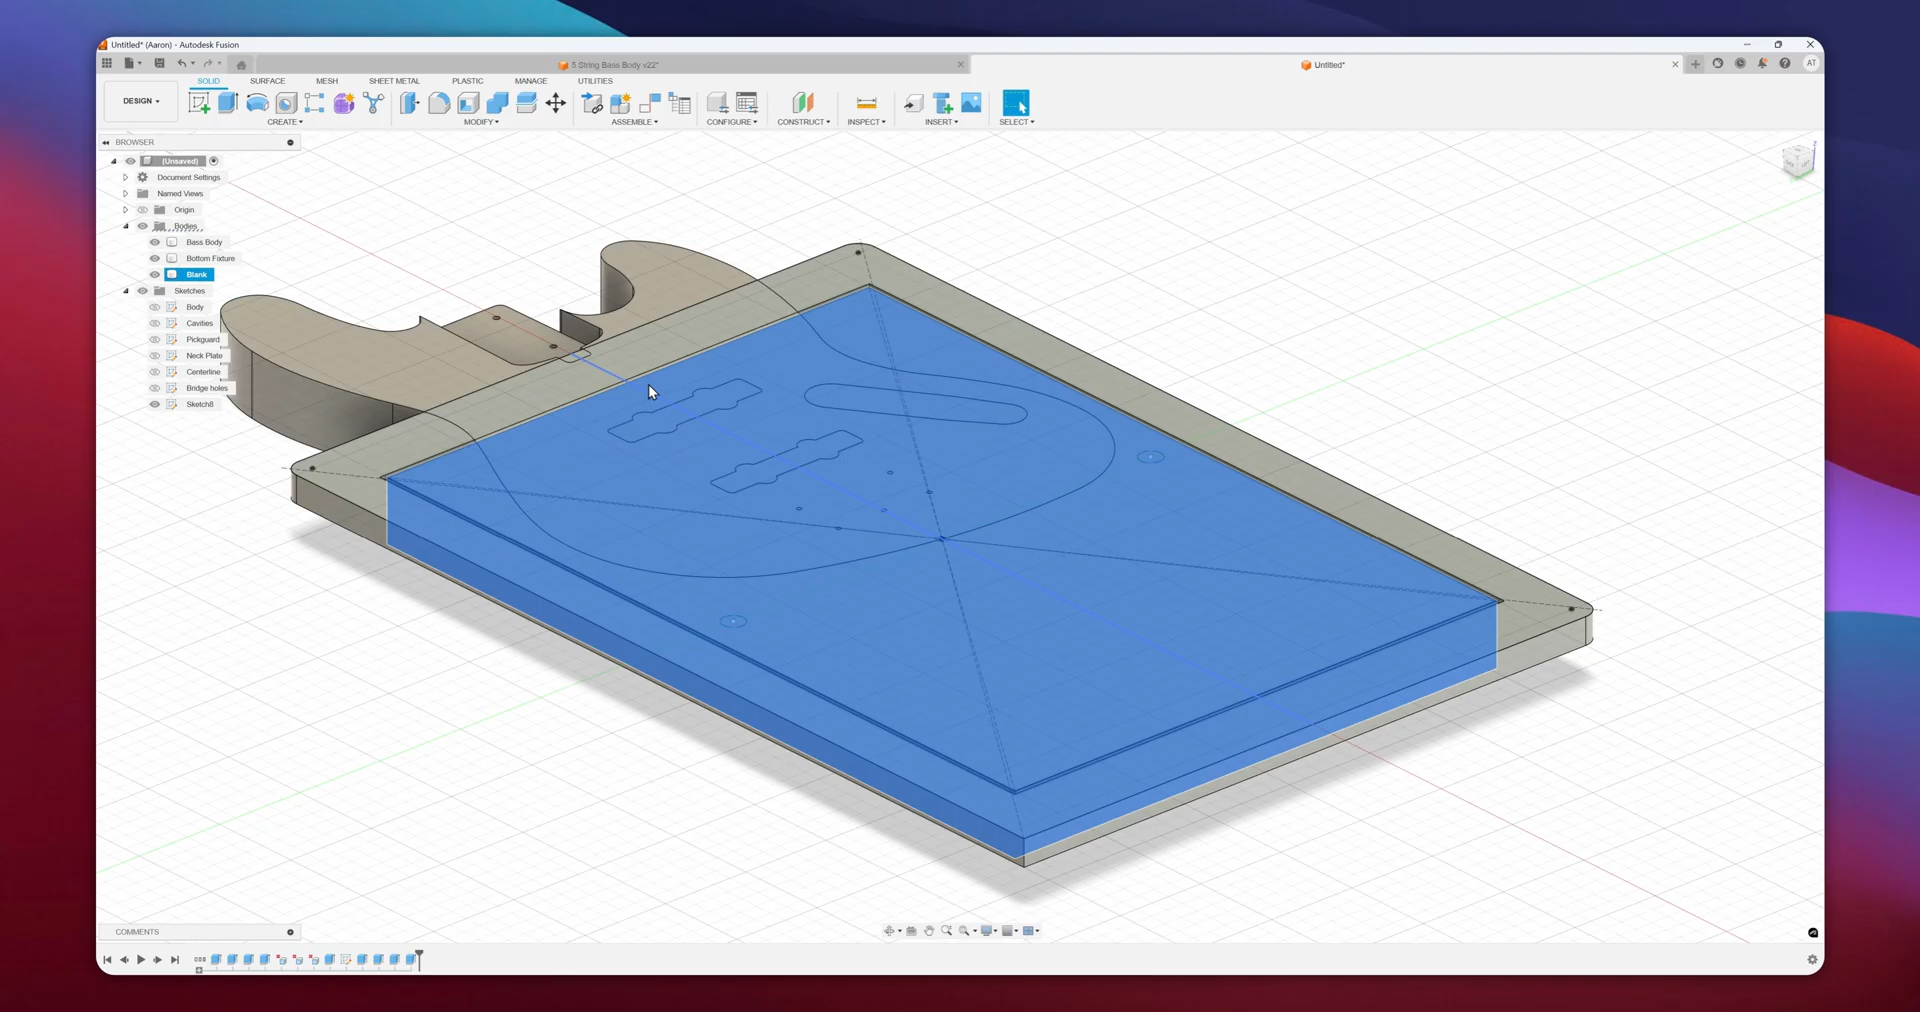 Untitled* (Aaron) - Autodesk Fusion
5 String Bass Body v22*
Untitled*
AT
DESIGN
SOLID
SURFACE
MESH
SHEET METAL
PLASTIC
MANAGE
UTILITIES
CREATE
MODIFY
ASSEMBLE
CONFIGURE
CONSTRUCT
INSPECT
INSERT
SELECT
BROWSER
(Unsaved)
Document Settings
Named Views
Origin
Bodies
Bass Body
Bottom Fixture
Blank
Sketches
Body
Cavities
Pickguard
Neck Plate
Centerline
Bridge holes
Sketch8
Z
COMMENTS